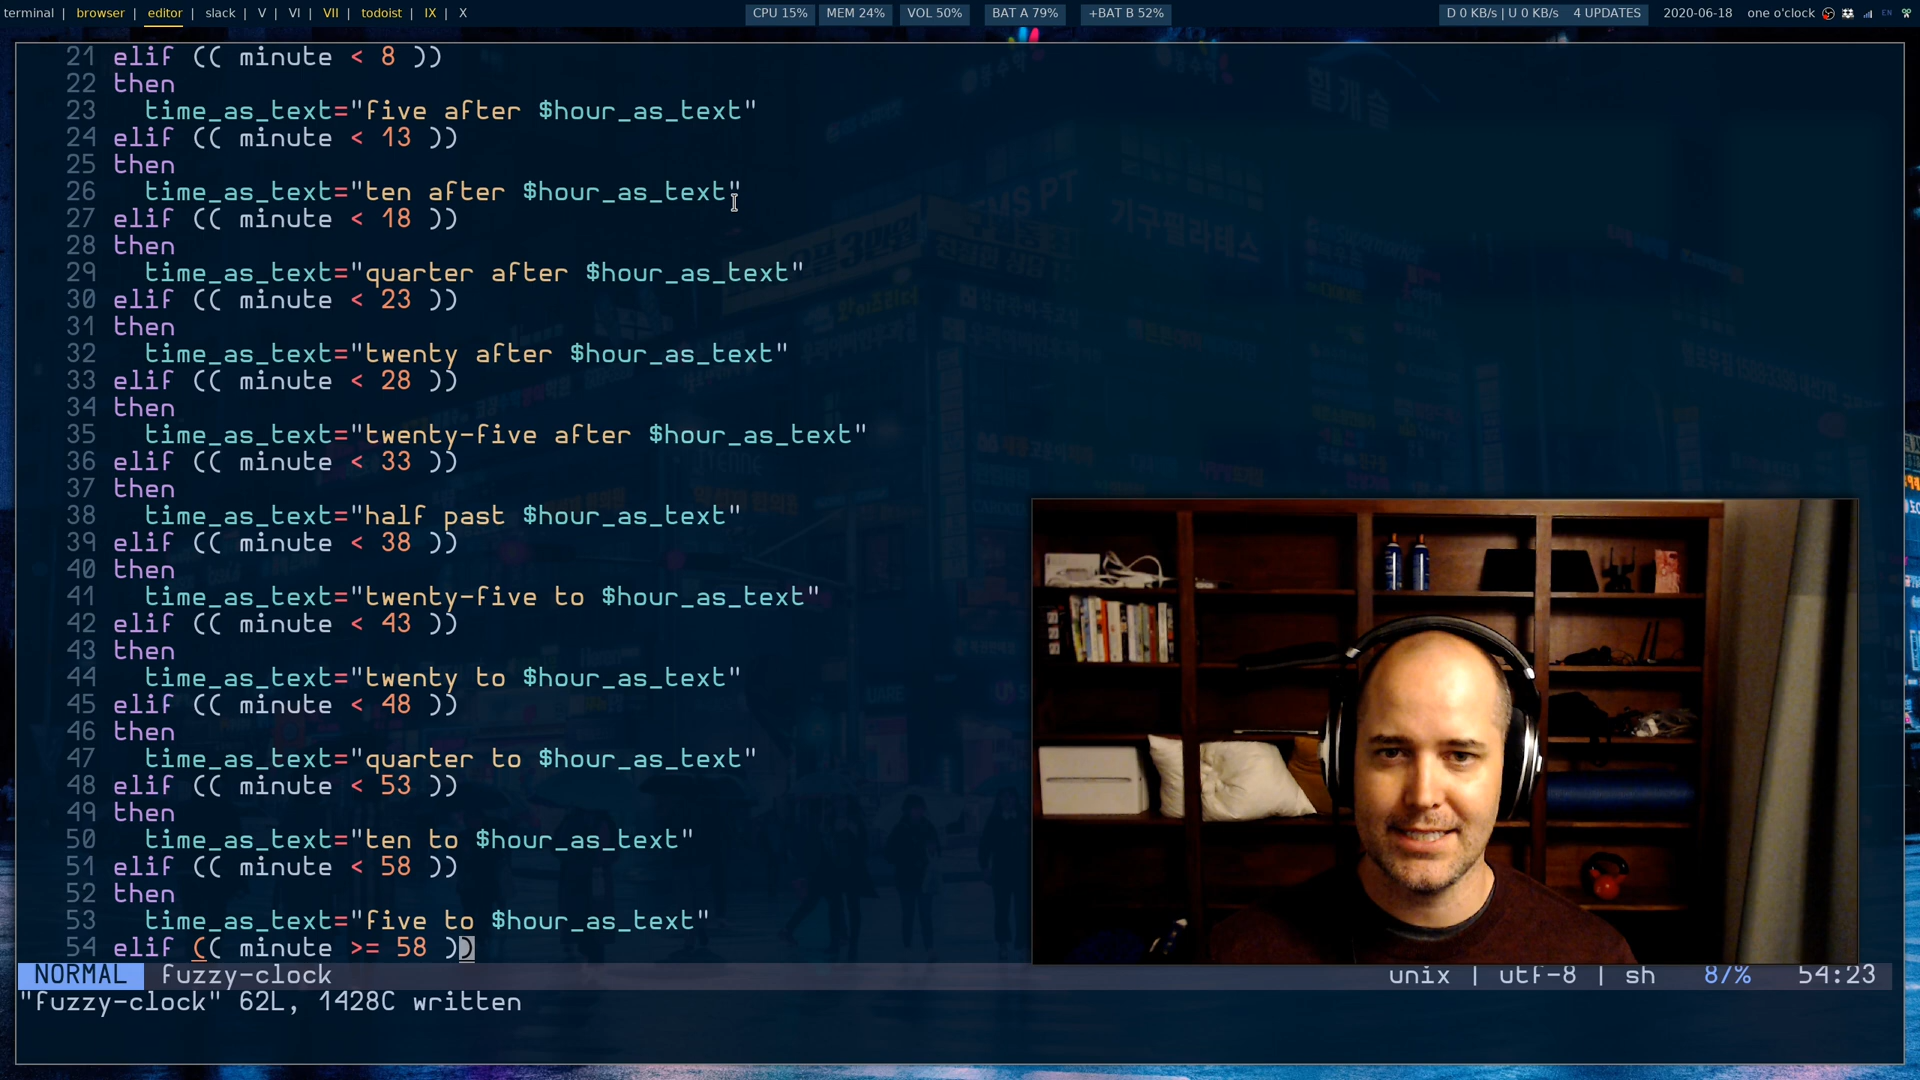 terminal | browser | editor | slack | V | VI | VII | todoist | IX | X
CPU 15% MEM 24% VOL 50% BAT A 79% +BAT B 52%
D 0 KB/s | U 0 KB/s 4 UPDATES 2020-06-18 one o'clock EN
21 elif (( minute < 8 ))
22 then
23 time_as_text="five after $hour_as_text"
24 elif (( minute < 13 ))
25 then
26 time_as_text="ten after $hour_as_text"
27 elif (( minute < 18 ))
28 then
29 time_as_text="quarter after $hour_as_text"
30 elif (( minute < 23 ))
31 then
32 time_as_text="twenty after $hour_as_text"
33 elif (( minute < 28 ))
34 then
35 time_as_text="twenty-five after $hour_as_text"
36 elif (( minute < 33 ))
37 then
38 time_as_text="half past $hour_as_text"
39 elif (( minute < 38 ))
40 then
41 time_as_text="twenty-five to $hour_as_text"
42 elif (( minute < 43 ))
43 then
44 time_as_text="twenty to $hour_as_text"
45 elif (( minute < 48 ))
46 then
47 time_as_text="quarter to $hour_as_text"
48 elif (( minute < 53 ))
49 then
50 time_as_text="ten to $hour_as_text"
51 elif (( minute < 58 ))
52 then
53 time_as_text="five to $hour_as_text"
54 elif (( minute >= 58 ))
NORMAL fuzzy-clock unix | utf-8 | sh 87% 54:23
"fuzzy-clock" 62L, 1428C written
기구필라테스